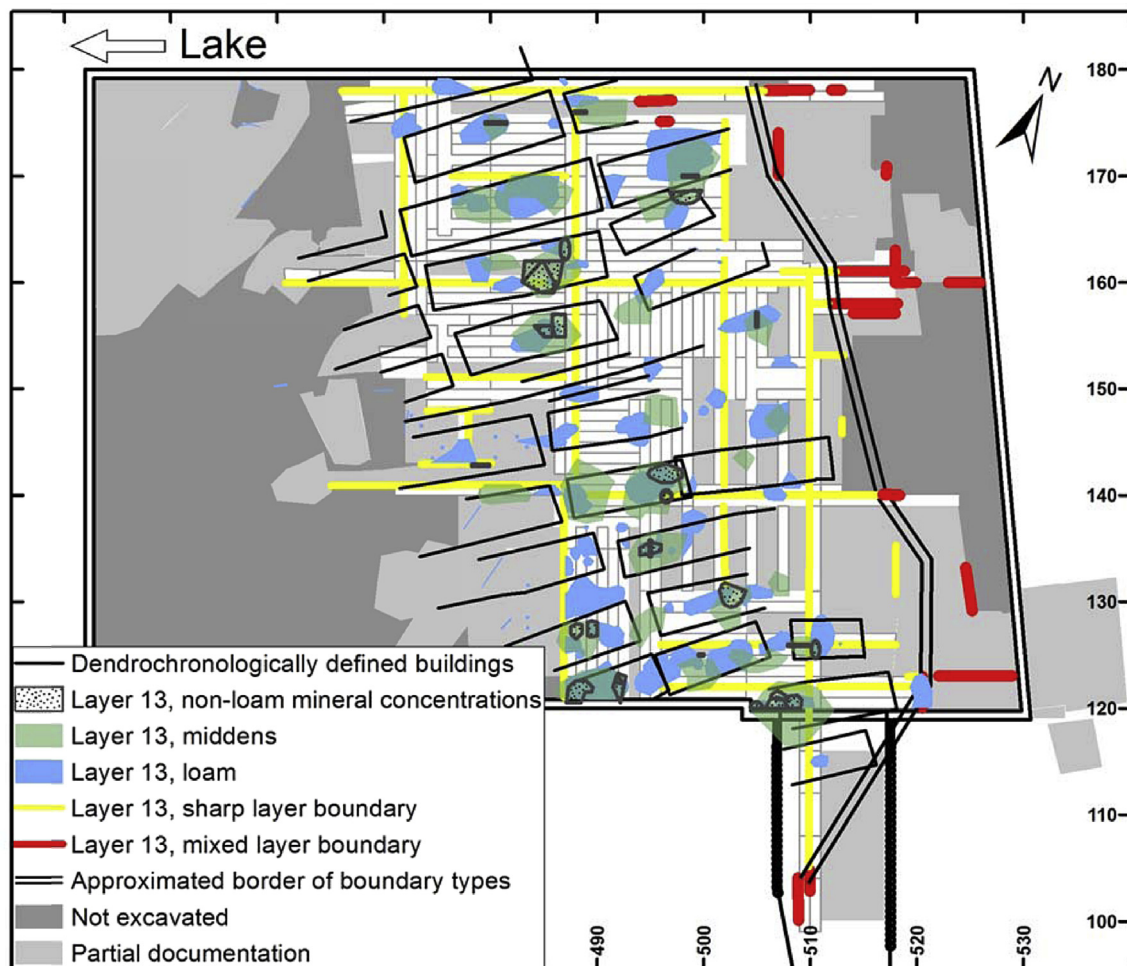 Lake
N
180
170
160
150
140
130
120
110
100
490
500
510
520
530
Dendrochronologically defined buildings
Layer 13, non-loam mineral concentrations
Layer 13, middens
Layer 13, loam
Layer 13, sharp layer boundary
Layer 13, mixed layer boundary
Approximated border of boundary types
Not excavated
Partial documentation